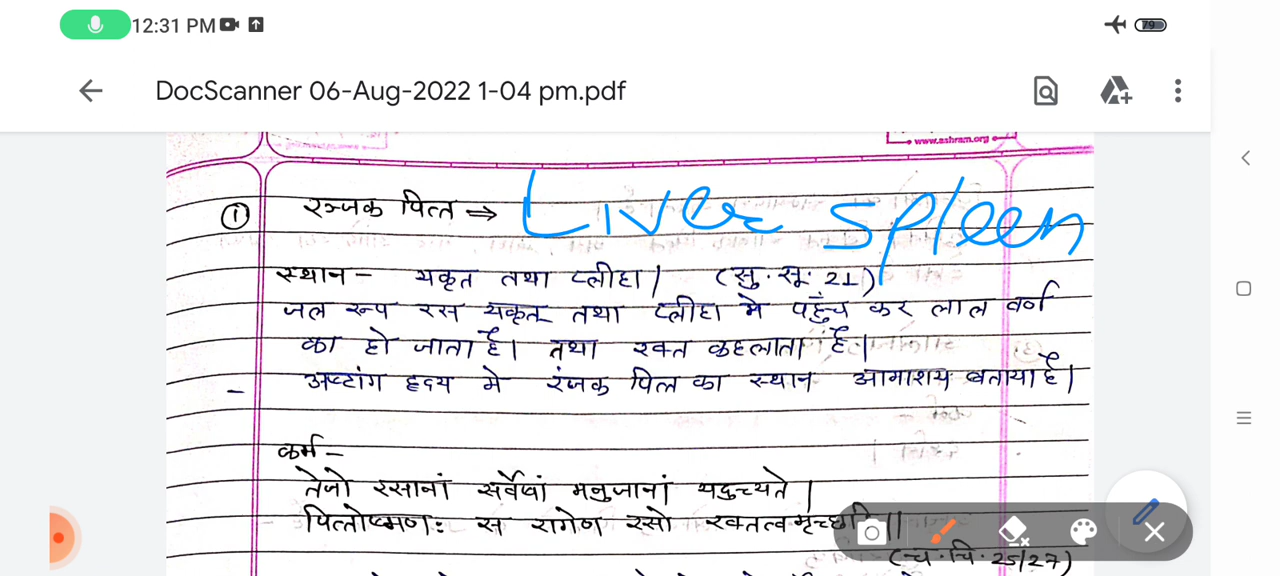 12:31 PM
79
DocScanner 06-Aug-2022 1-04 pm.pdf
www.ashram.org
① रञ्जक पित्त ⇒ Liver Spleen
स्थान - यकृत तथा प्लीहा। (सु. सू. 21)
जल रूप रस यकृत तथा प्लीहा मे पहुँच कर लाल वर्ण
का हो जाता है। तथा रक्त कहलाता है।
- अष्टांग हृदय मे रंजक पित्त का स्थान आमाशय बताया है।
कर्म -
तेजो रसानां सर्वेषां मनुजानां यदुच्यते |
पित्तोष्मण: स रागेण रसो रक्तत्वमृच्छति ||
(च. चि. 25/27)